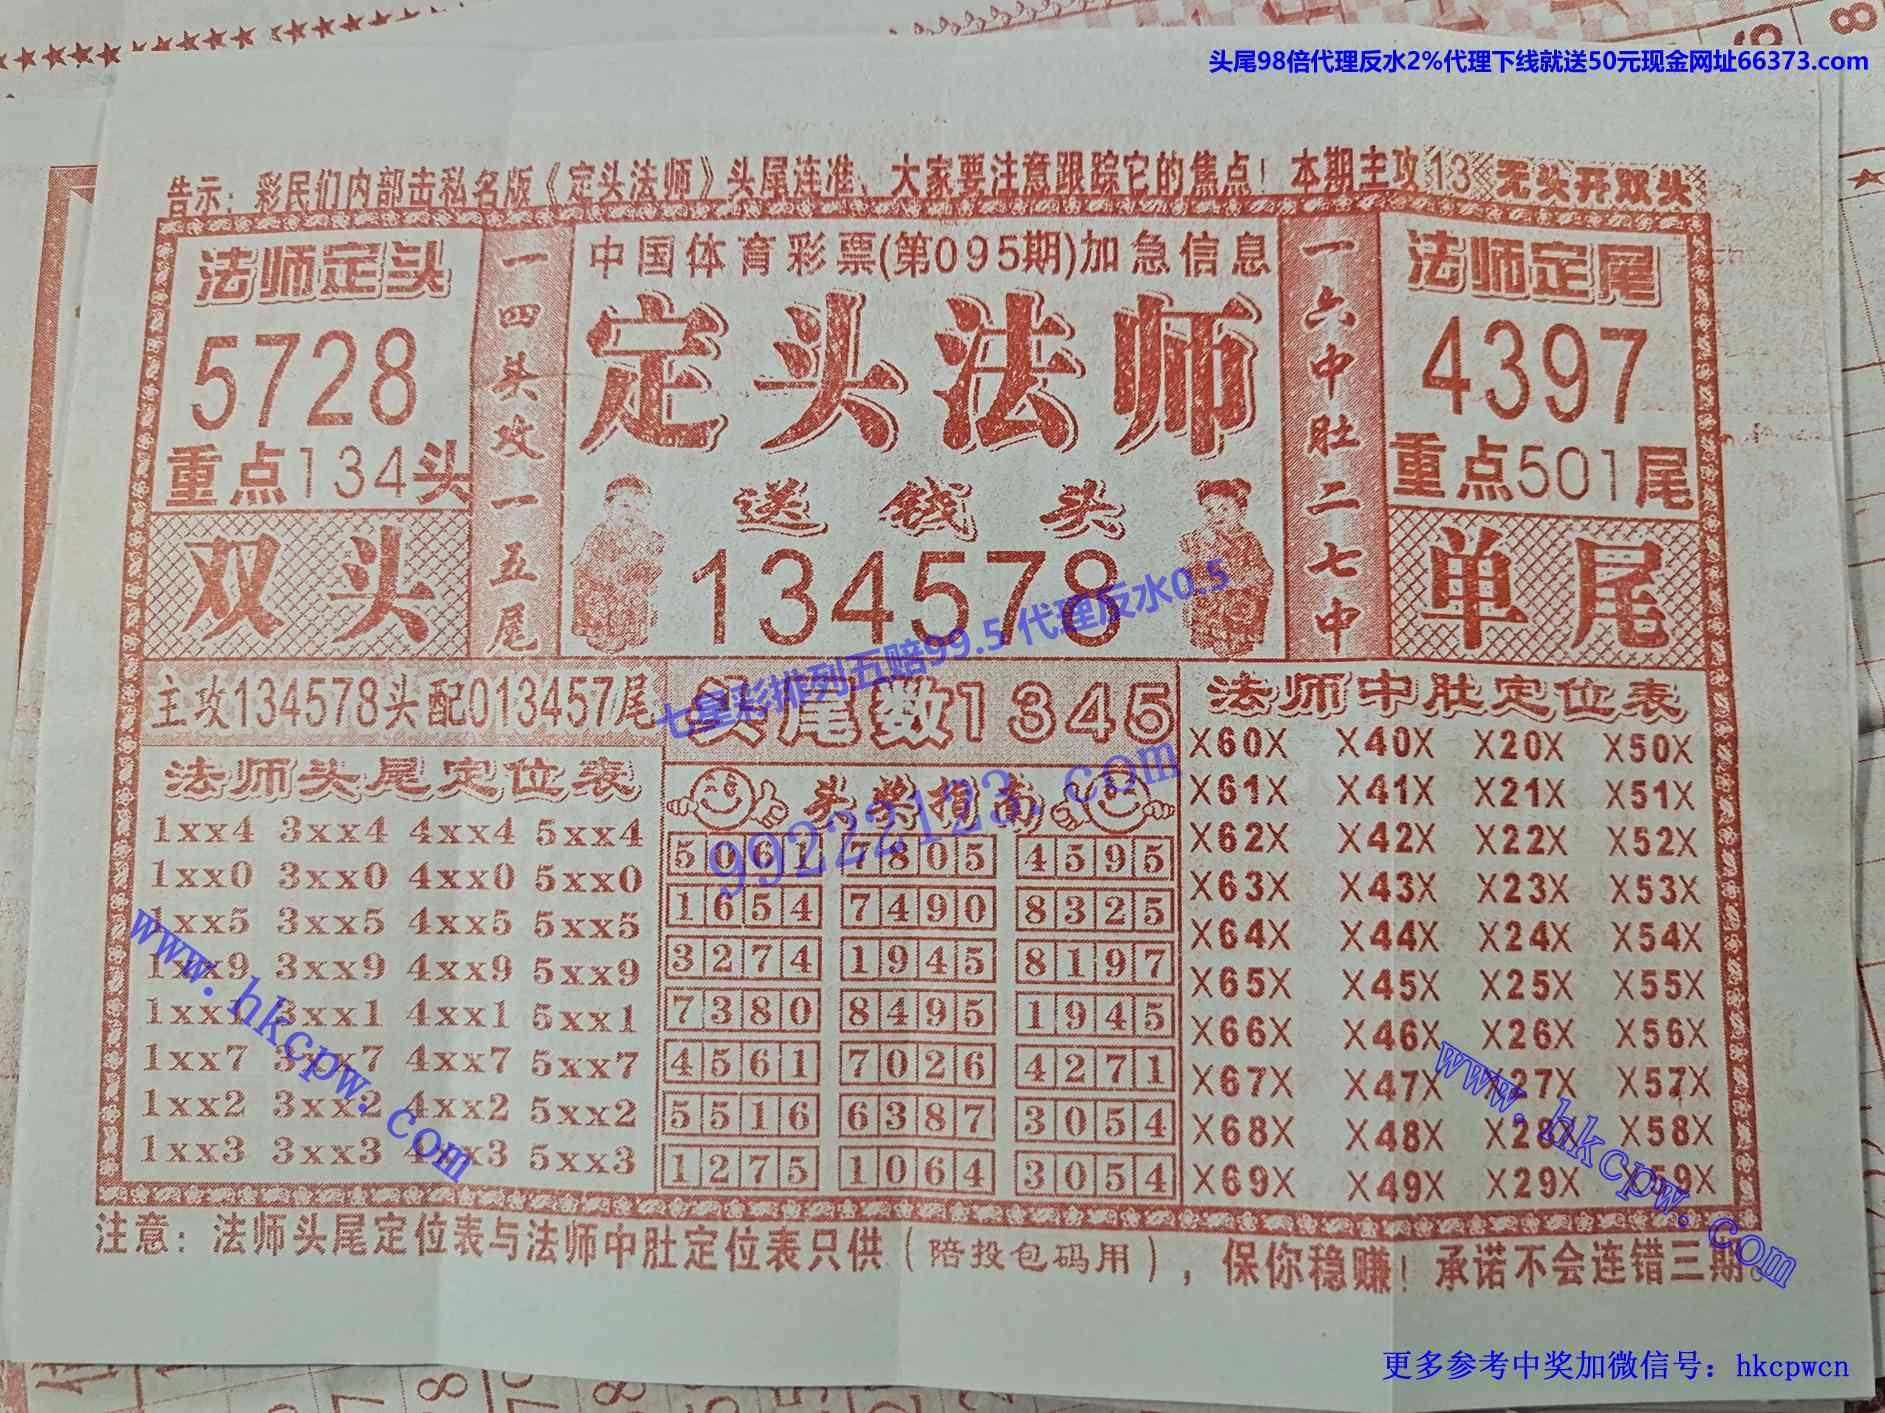 头尾98倍代理反水2%代理下线就送50元现金网址66373.com
告示：彩民们内部击私名版《定头法师》头尾连准、大家要注意跟踪它的焦点！本期主攻13 无头开双头
法师定头
5728
重点134头
双头
一四头攻一五尾
中国体育彩票(第095期)加急信息
定头法师
送钱头
134578
一六中肚二七中
法师定尾
4397
重点501尾
单尾
主攻134578头配013457尾
法师头尾定位表
1xx4 3xx4 4xx4 5xx4
1xx0 3xx0 4xx0 5xx0
1xx5 3xx5 4xx5 5xx5
1xx9 3xx9 4xx9 5xx9
1xx1 3xx1 4xx1 5xx1
1xx7 3xx7 4xx7 5xx7
1xx2 3xx2 4xx2 5xx2
1xx3 3xx3 4xx3 5xx3
尾数1345
头奖指南
5061 7805 4595
1654 7490 8325
3274 1945 8197
7380 8495 1945
4561 7026 4271
5516 6387 3054
1275 1064 3054
法师中肚定位表
X60X X40X X20X X50X
X61X X41X X21X X51X
X62X X42X X22X X52X
X63X X43X X23X X53X
X64X X44X X24X X54X
X65X X45X X25X X55X
X66X X46X X26X X56X
X67X X47X X27X X57X
X68X X48X X28X X58X
X69X X49X X29X X59X
七星彩排列五赔99.5 代理反水0.5
99222123.com
www.hkcpw.com
www.hkcpw.com
注意：法师头尾定位表与法师中肚定位表只供（陪投包码用），保你稳赚！承诺不会连错三期。
更多参考中奖加微信号：hkcpwcn